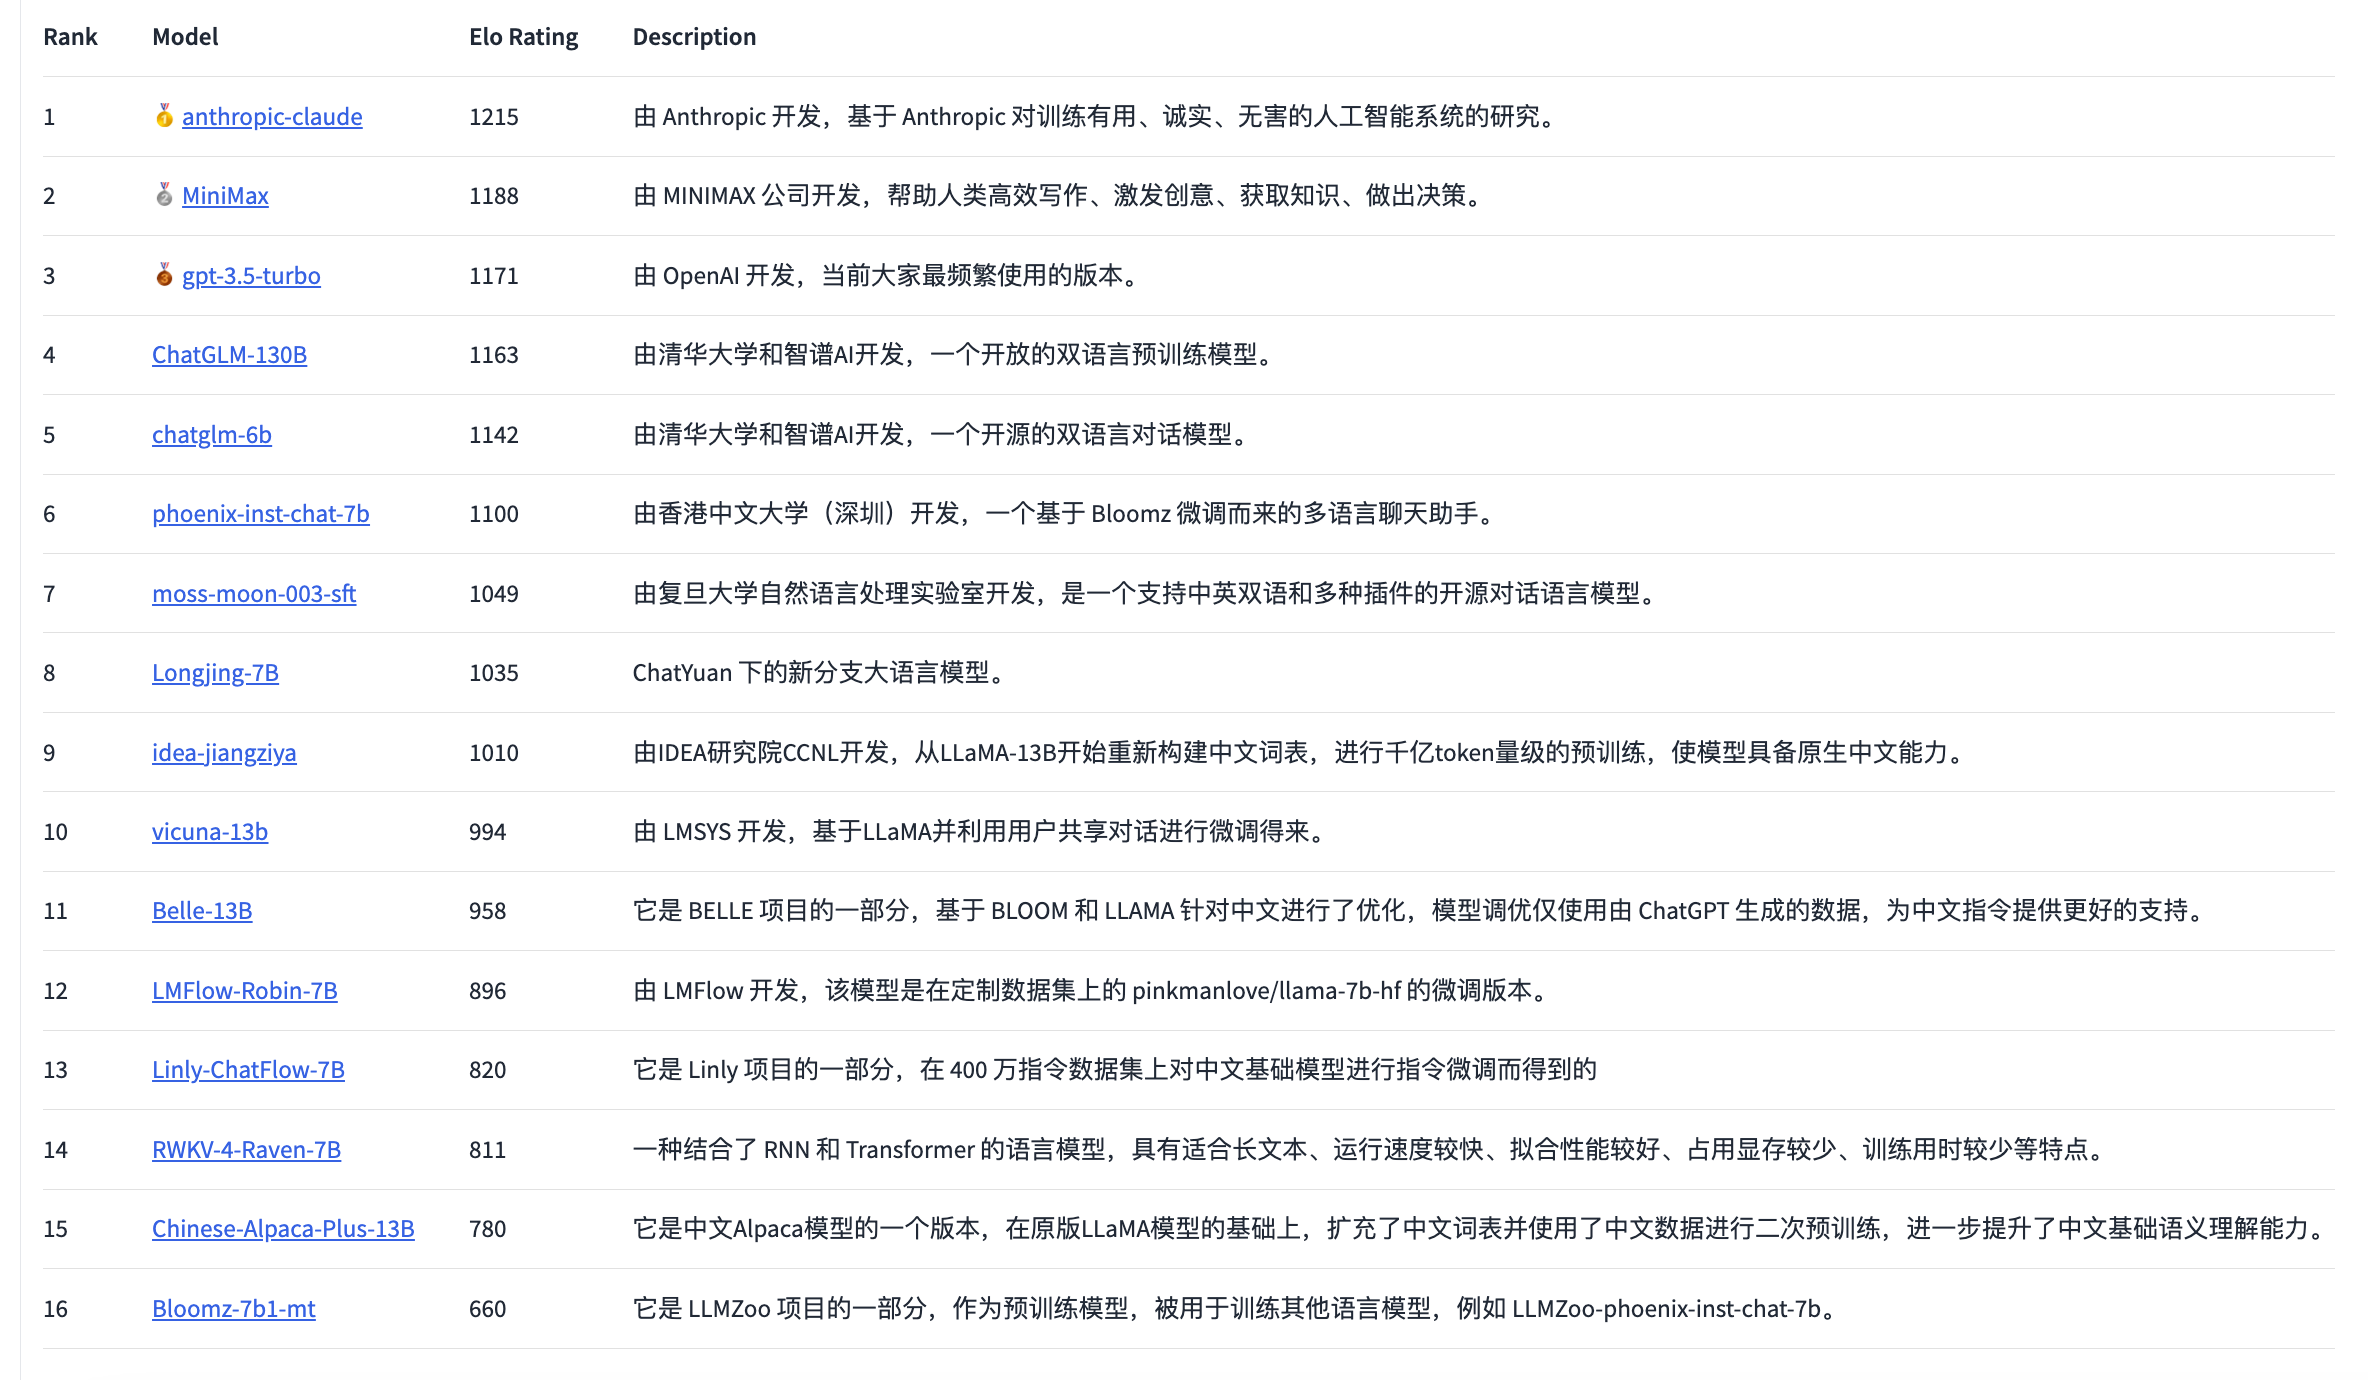 Rank Model Elo Rating Description
1 🥇 anthropic-claude 1215 由 Anthropic 开发，基于 Anthropic 对训练有用、诚实、无害的人工智能系统的研究。
2 🥈 MiniMax 1188 由 MINIMAX 公司开发，帮助人类高效写作、激发创意、获取知识、做出决策。
3 🥉 gpt-3.5-turbo 1171 由 OpenAI 开发，当前大家最频繁使用的版本。
4 ChatGLM-130B 1163 由清华大学和智谱AI开发，一个开放的双语言预训练模型。
5 chatglm-6b 1142 由清华大学和智谱AI开发，一个开源的双语言对话模型。
6 phoenix-inst-chat-7b 1100 由香港中文大学（深圳）开发，一个基于 Bloomz 微调而来的多语言聊天助手。
7 moss-moon-003-sft 1049 由复旦大学自然语言处理实验室开发，是一个支持中英双语和多种插件的开源对话语言模型。
8 Longjing-7B 1035 ChatYuan 下的新分支大语言模型。
9 idea-jiangziya 1010 由IDEA研究院CCNL开发，从LLaMA-13B开始重新构建中文词表，进行千亿token量级的预训练，使模型具备原生中文能力。
10 vicuna-13b 994 由 LMSYS 开发，基于LLaMA并利用用户共享对话进行微调得来。
11 Belle-13B 958 它是 BELLE 项目的一部分，基于 BLOOM 和 LLAMA 针对中文进行了优化，模型调优仅使用由 ChatGPT 生成的数据，为中文指令提供更好的支持。
12 LMFlow-Robin-7B 896 由 LMFlow 开发，该模型是在定制数据集上的 pinkmanlove/llama-7b-hf 的微调版本。
13 Linly-ChatFlow-7B 820 它是 Linly 项目的一部分，在 400 万指令数据集上对中文基础模型进行指令微调而得到的
14 RWKV-4-Raven-7B 811 一种结合了 RNN 和 Transformer 的语言模型，具有适合长文本、运行速度较快、拟合性能较好、占用显存较少、训练用时较少等特点。
15 Chinese-Alpaca-Plus-13B 780 它是中文Alpaca模型的一个版本，在原版LLaMA模型的基础上，扩充了中文词表并使用了中文数据进行二次预训练，进一步提升了中文基础语义理解能力。
16 Bloomz-7b1-mt 660 它是 LLMZoo 项目的一部分，作为预训练模型，被用于训练其他语言模型，例如 LLMZoo-phoenix-inst-chat-7b。